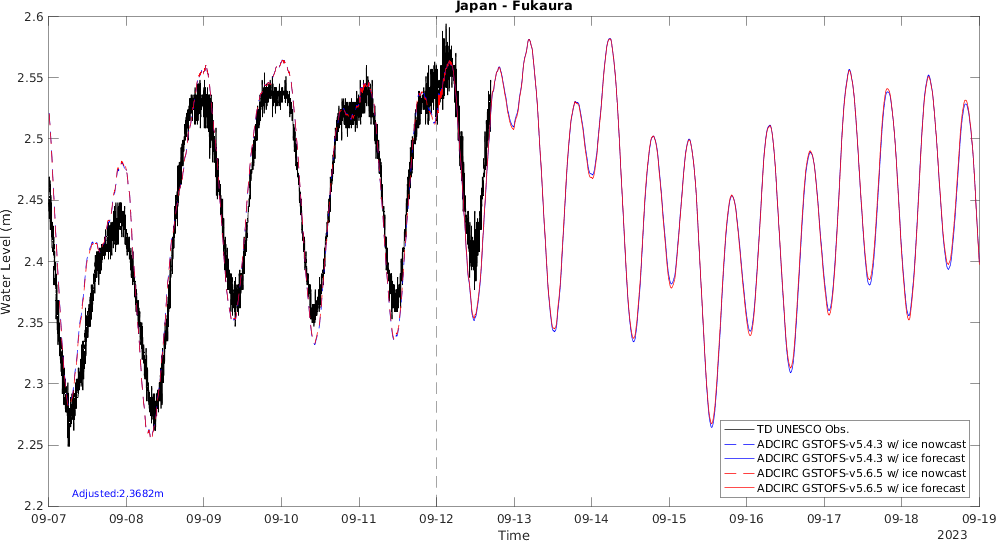 Japan - Fukaura
2.6
2.55
2.5
2.45
2.4
2.35
2.3
2.25
2.2
Water Level (m)
Adjusted:2.3682m
TD UNESCO Obs.
ADCIRC GSTOFS-v5.4.3 w/ ice nowcast
ADCIRC GSTOFS-v5.4.3 w/ ice forecast
ADCIRC GSTOFS-v5.6.5 w/ ice nowcast
ADCIRC GSTOFS-v5.6.5 w/ ice forecast
09-07 09-08 09-09 09-10 09-11 09-12 09-13 09-14 09-15 09-16 09-17 09-18 09-19
Time
2023